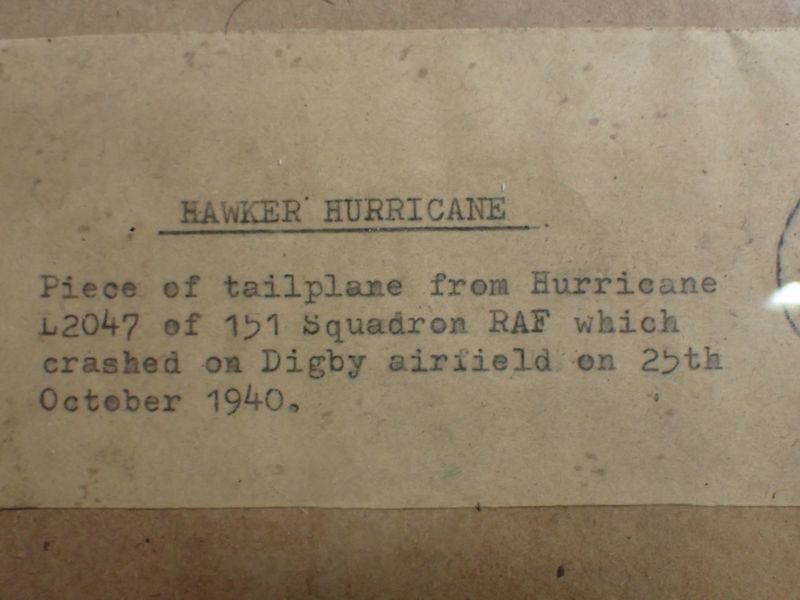 HAWKER HURRICANE
Piece of tailplane from Hurricane
L2047 of 151 Squadron RAF which
crashed on Digby airfield on 25th
October 1940.